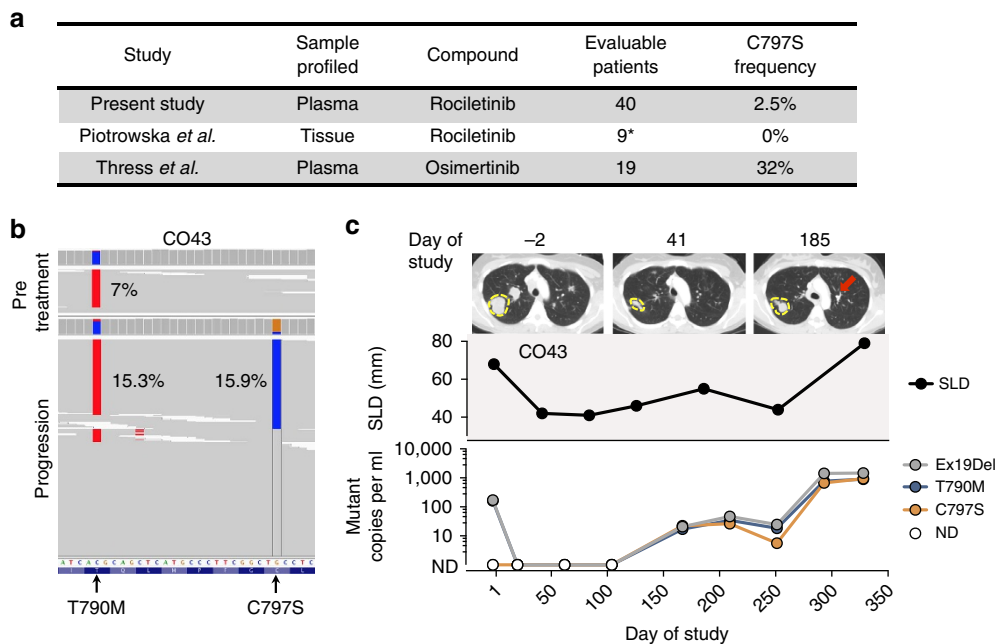 a
Study Sample profiled Compound Evaluable patients C797S frequency
Present study Plasma Rociletinib 40 2.5%
Piotrowska et al. Tissue Rociletinib 9* 0%
Thress et al. Plasma Osimertinib 19 32%
b
CO43
Pre treatment
7%
Progression
15.3% 15.9%
A T C A C G C A G C T C A T G C C C T T C G G C T G C C T C
T790M C797S
c
Day of study –2 41 185
CO43
SLD (mm)
80
60
40
SLD
Mutant copies per ml
10,000
1,000
100
10
ND
Ex19Del
T790M
C797S
ND
1 50 100 150 200 250 300 350
Day of study